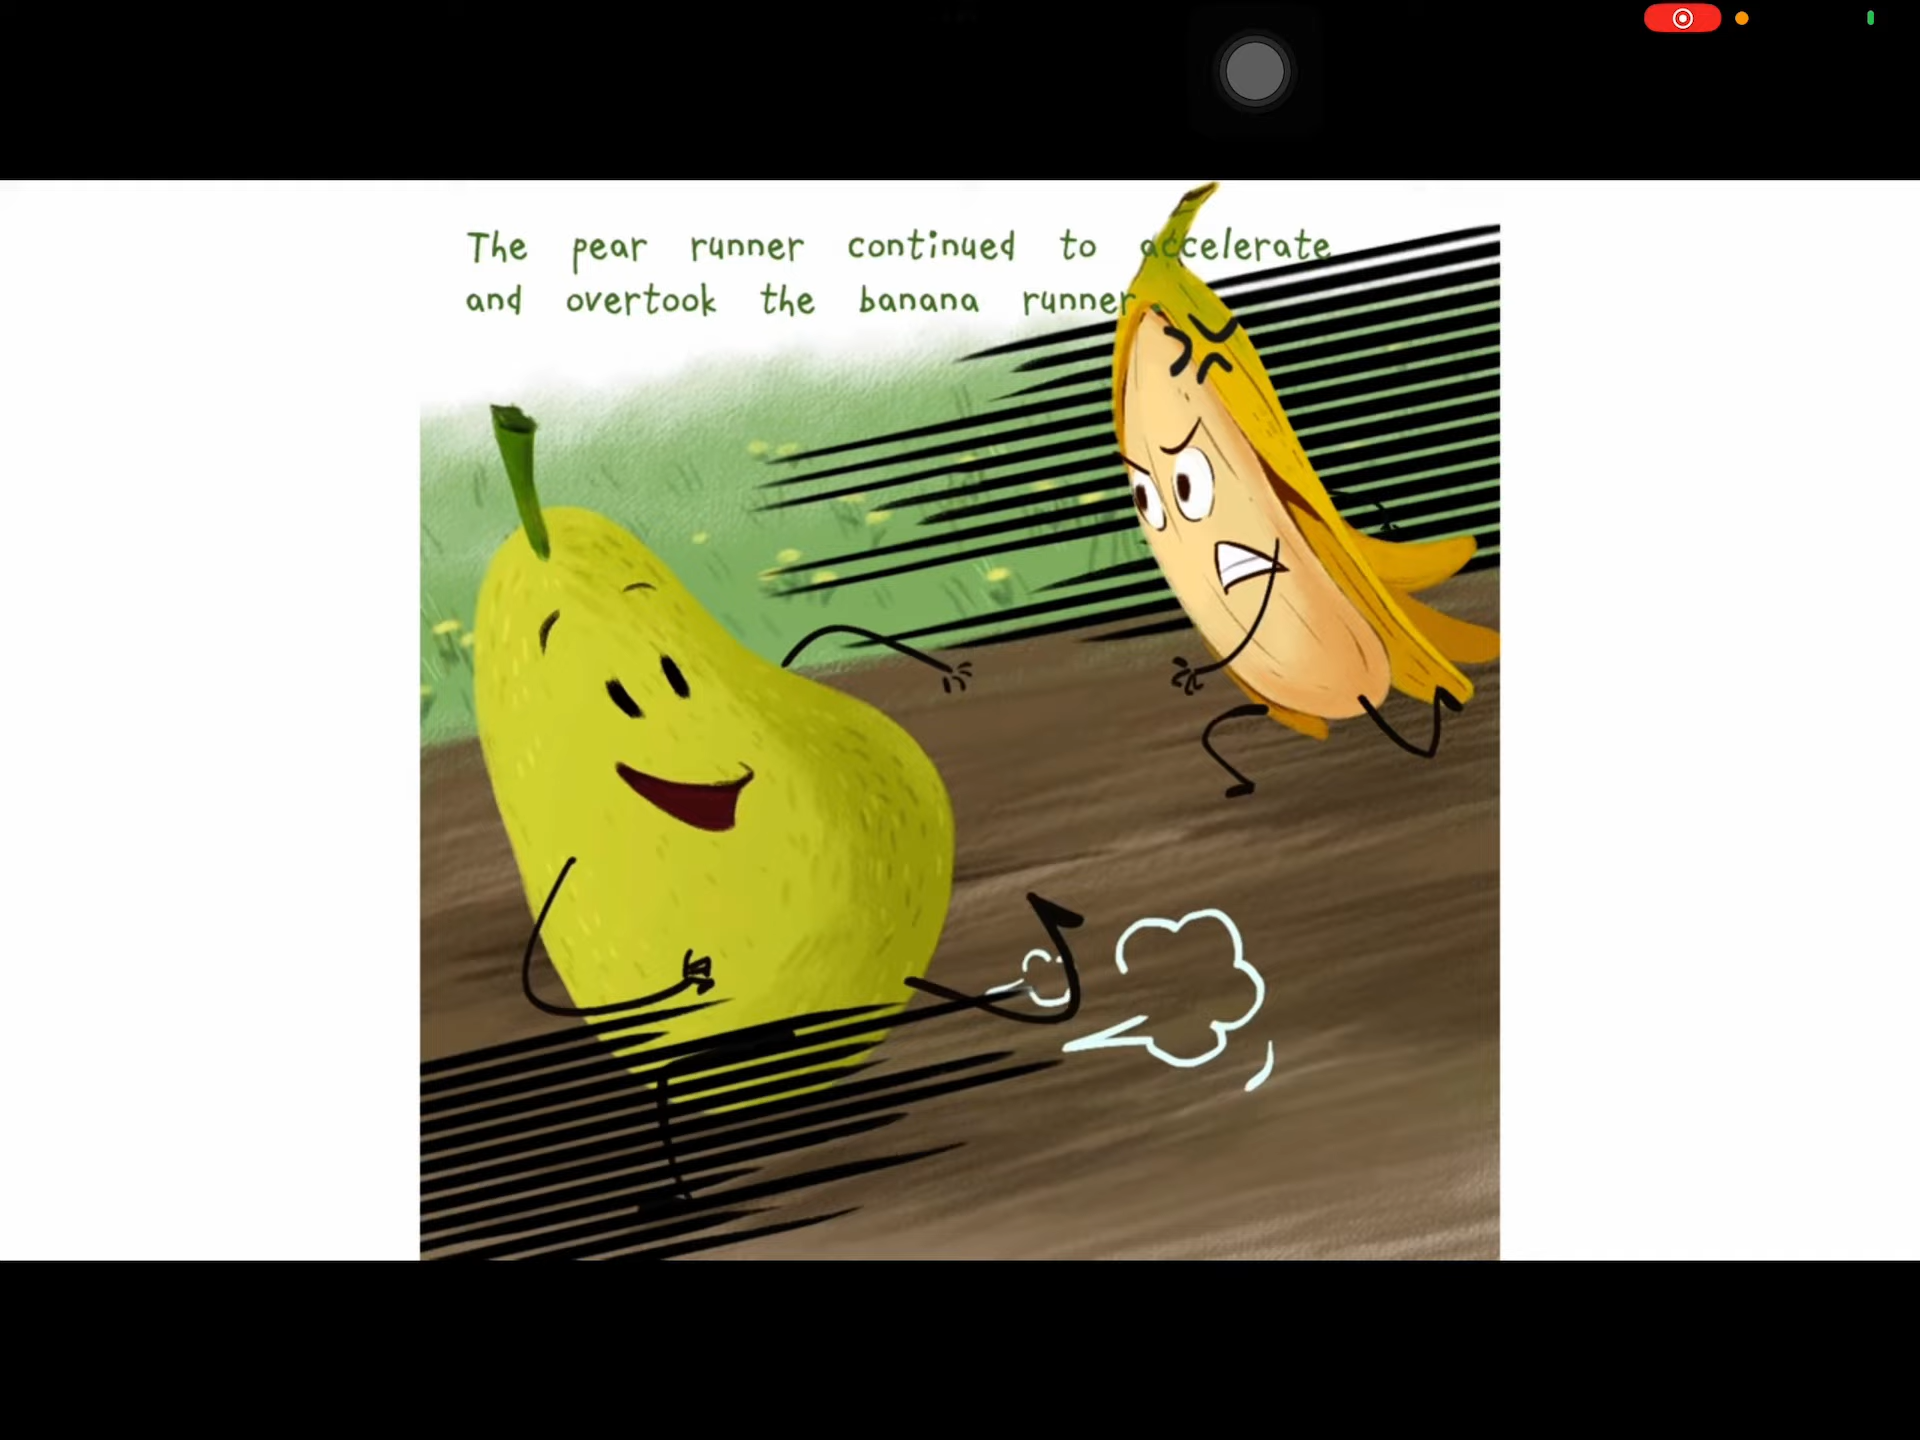 The pear runner continued to accelerate
and overtook the banana runner.